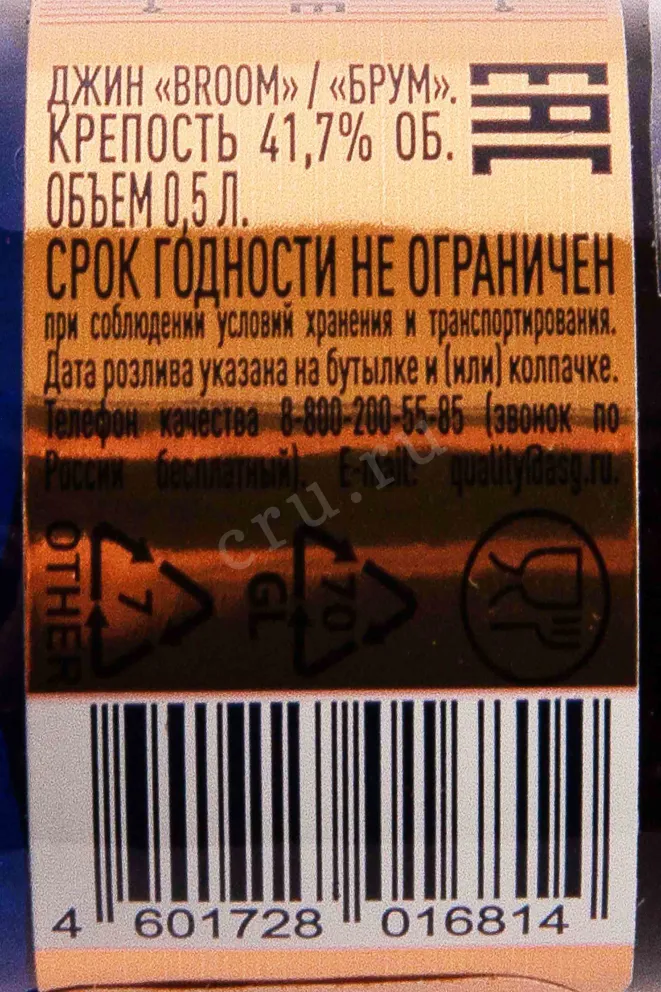 ДЖИН «BROOM» / «БРУМ».
КРЕПОСТЬ 41,7% ОБ.
ОБЪЕМ 0,5 Л.
EAC
СРОК ГОДНОСТИ НЕ ОГРАНИЧЕН
при соблюдении условий хранения и транспортирования.
Дата розлива указана на бутылке и (или) колпачке.
Телефон качества 8-800-200-55-85 (звонок по
России бесплатный). E-mail: quality@asg.ru.
cru.ru
7
OTHER
70
GL
4 601728 016814